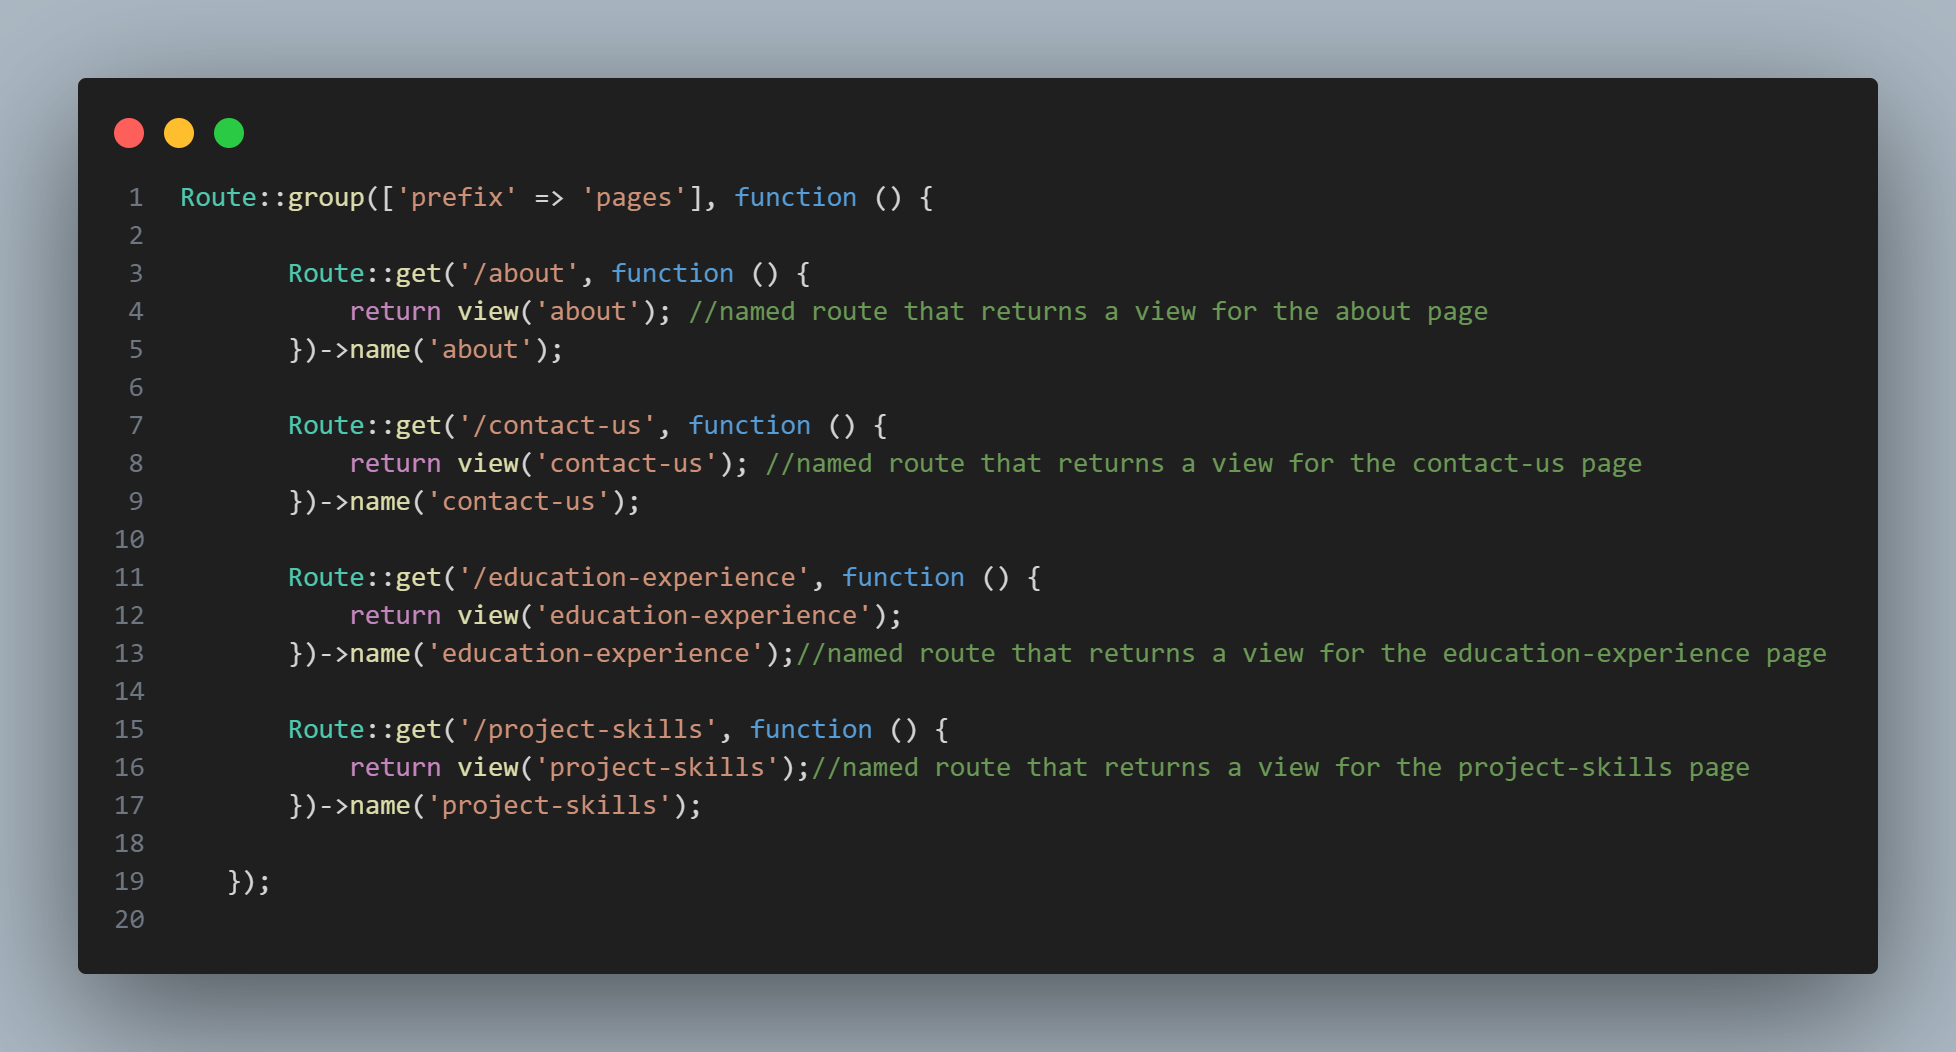 1 Route::group(['prefix' => 'pages'], function () {
2
3 Route::get('/about', function () {
4 return view('about'); //named route that returns a view for the about page
5 })->name('about');
6
7 Route::get('/contact-us', function () {
8 return view('contact-us'); //named route that returns a view for the contact-us page
9 })->name('contact-us');
10
11 Route::get('/education-experience', function () {
12 return view('education-experience');
13 })->name('education-experience');//named route that returns a view for the education-experience page
14
15 Route::get('/project-skills', function () {
16 return view('project-skills');//named route that returns a view for the project-skills page
17 })->name('project-skills');
18
19 });
20